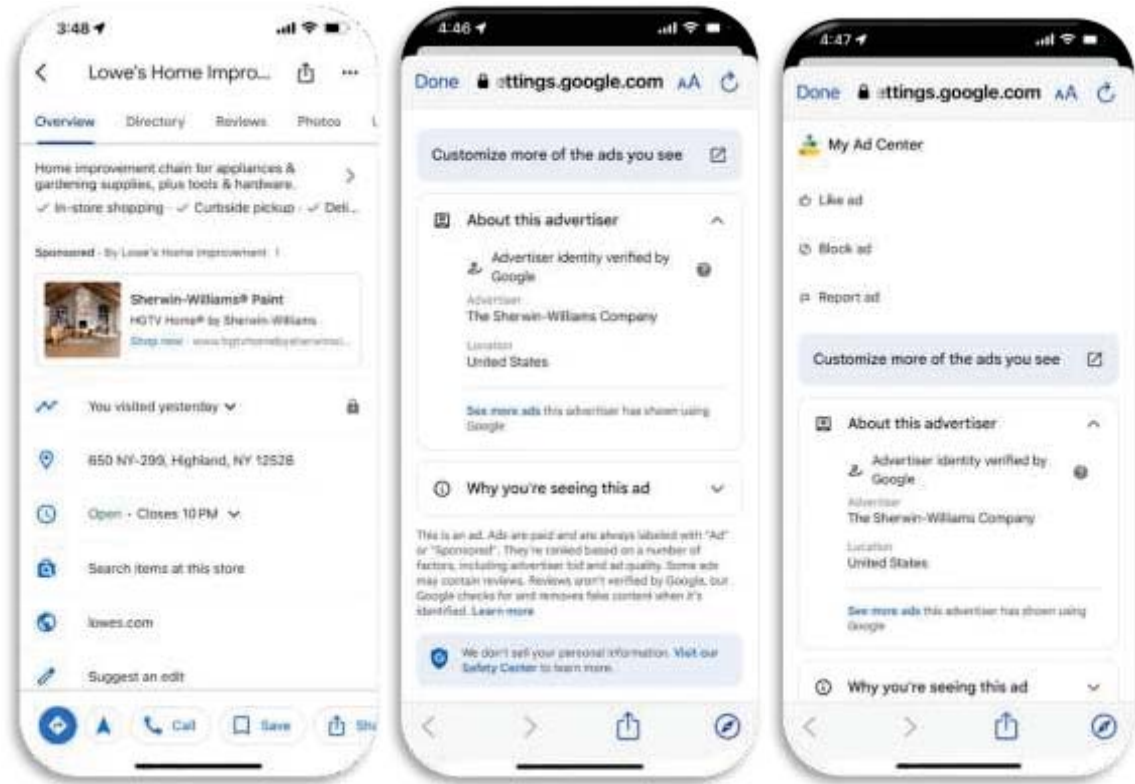 3:48
Lowe's Home Impro...
Overview Directory Reviews Photos L
Home improvement chain for appliances &
gardening supplies, plus tools & hardware.
In-store shopping · Curbside pickup · Deli...
Sponsored · By Lowe's Home Improvement
Sherwin-Williams® Paint
HGTV Home® by Sherwin-Williams
Shop now
You visited yesterday
650 NY-299, Highland, NY 12528
Open · Closes 10 PM
Search items at this store
lowes.com
Suggest an edit
Call Save Sha
4:46
Done ttings.google.com AA
Customize more of the ads you see
About this advertiser
Advertiser identity verified by
Google
Advertiser
The Sherwin-Williams Company
Location
United States
See more ads this advertiser has shown using
Google
Why you're seeing this ad
This is an ad. Ads are paid and are always labeled with "Ad"
or "Sponsored". They're ranked based on a number of
factors, including advertiser bid and ad quality. Some ads
may contain reviews. Reviews aren't verified by Google, but
Google checks for and removes fake content when it's
identified. Learn more
We don't sell your personal information. Visit our
Safety Center to learn more.
4:47
Done ttings.google.com AA
My Ad Center
Like ad
Block ad
Report ad
Customize more of the ads you see
About this advertiser
Advertiser identity verified by
Google
Advertiser
The Sherwin-Williams Company
Location
United States
See more ads this advertiser has shown using
Google
Why you're seeing this ad